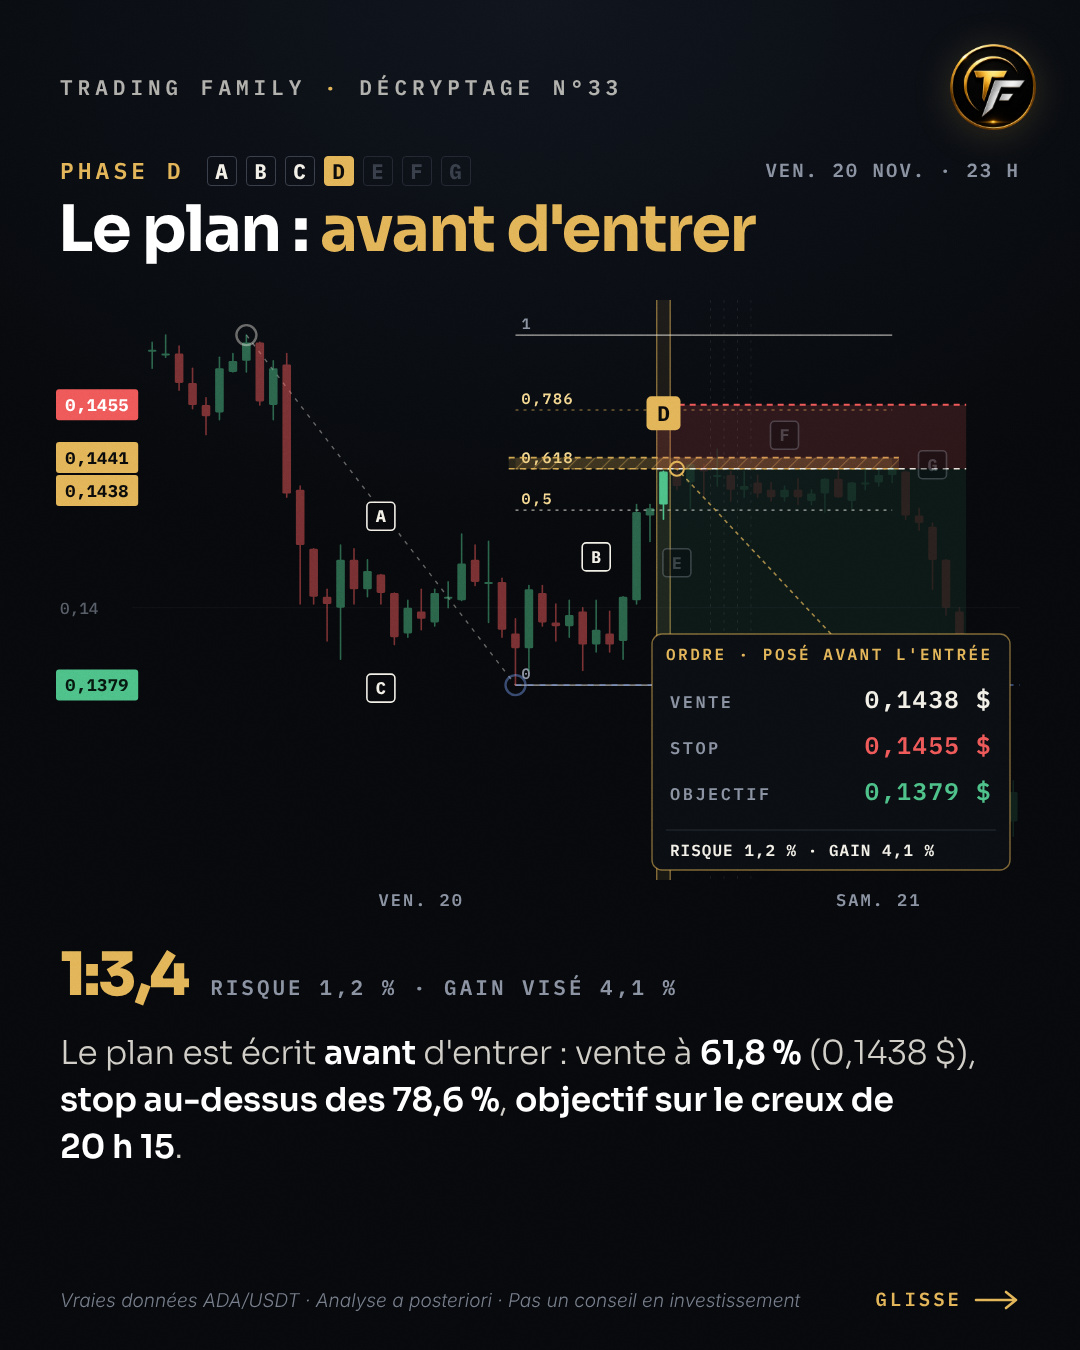 TRADING FAMILY · DÉCRYPTAGE N°33
TF
PHASE D A B C D E F G
VEN. 20 NOV. · 23 H
Le plan : avant d'entrer
1
0,786
0,618
0,5
0
0,1455
0,1441
0,1438
0,14
0,1379
A
B
C
D
E
F
G
ORDRE · POSÉ AVANT L'ENTRÉE
VENTE 0,1438 $
STOP 0,1455 $
OBJECTIF 0,1379 $
RISQUE 1,2 % · GAIN 4,1 %
VEN. 20
SAM. 21
1:3,4 RISQUE 1,2 % · GAIN VISÉ 4,1 %
Le plan est écrit avant d'entrer : vente à 61,8 % (0,1438 $),
stop au-dessus des 78,6 %, objectif sur le creux de
20 h 15.
Vraies données ADA/USDT · Analyse a posteriori · Pas un conseil en investissement
GLISSE